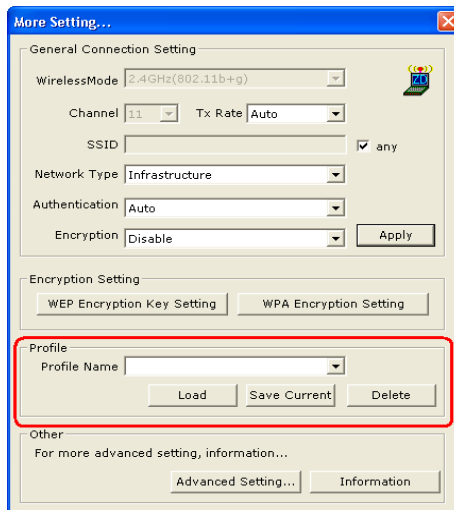 More Setting...
General Connection Setting
WirelessMode 2.4GHz(802.11b+g)
ZD
Channel 11 Tx Rate Auto
SSID any
Network Type Infrastructure
Authentication Auto
Encryption Disable Apply
Encryption Setting
WEP Encryption Key Setting WPA Encryption Setting
Profile
Profile Name
Load Save Current Delete
Other
For more advanced setting, information...
Advanced Setting... Information